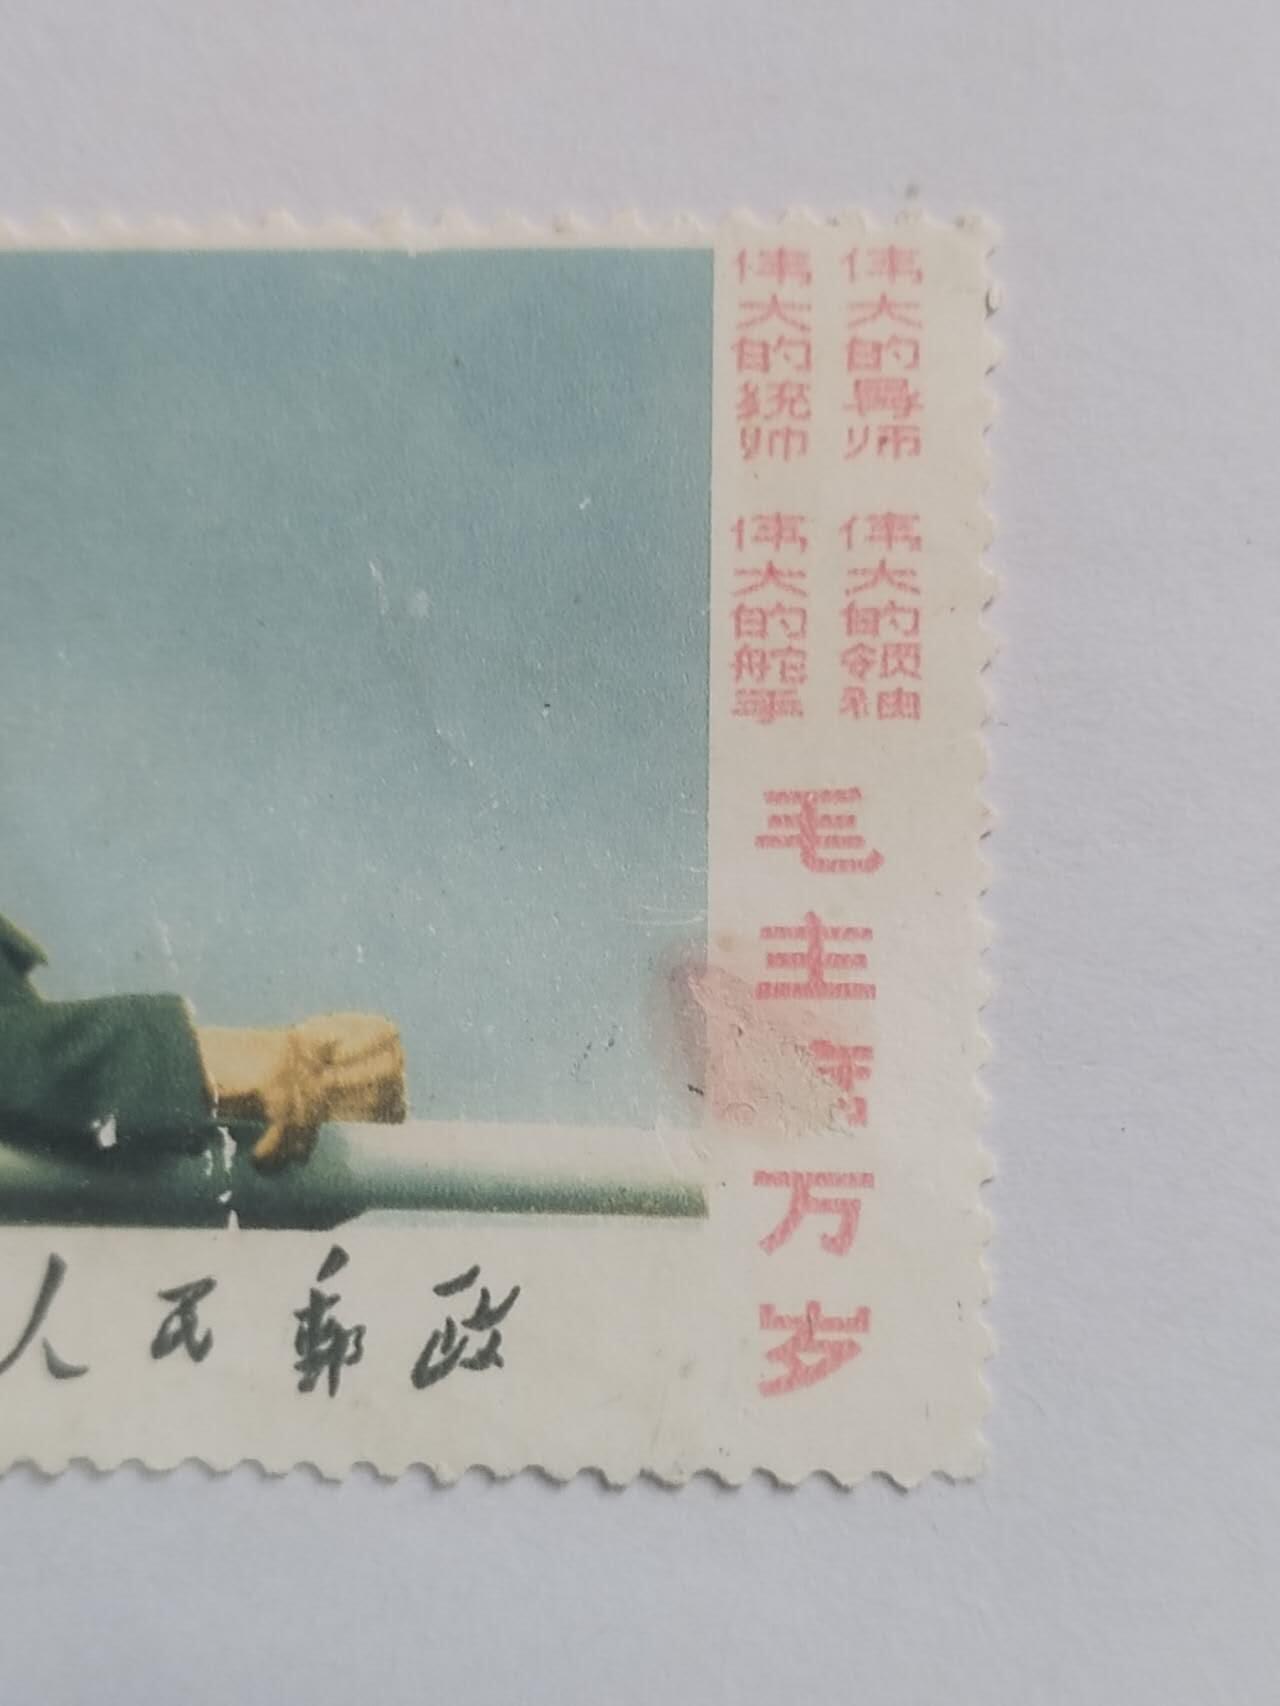 伟大的导师
伟大的领袖
伟大的统帅
伟大的舵手
毛主席万岁
人民郵政